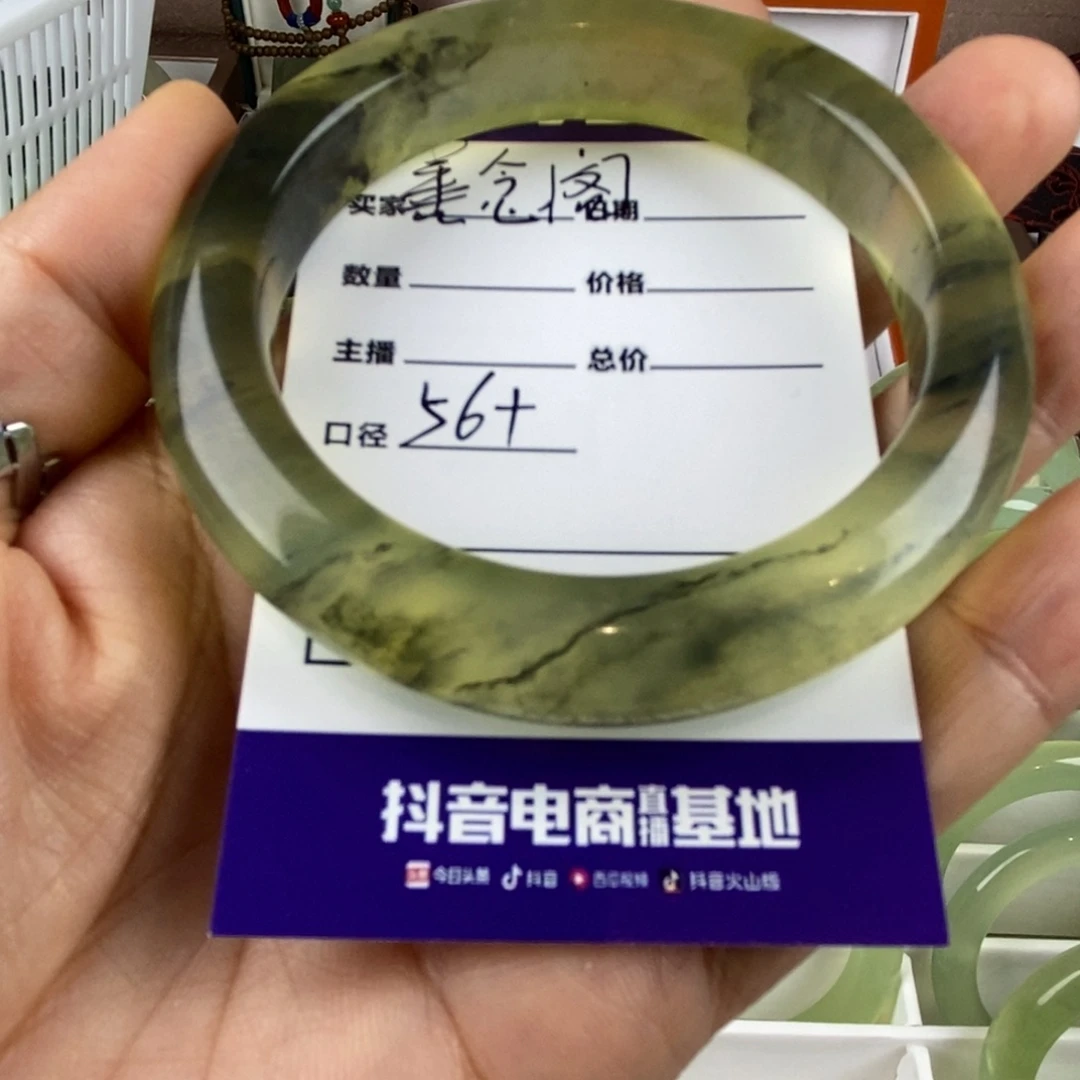 买家 垂念阁 日期
数量 价格
主播 总价
口径 56+
抖音电商直播基地
今日头条 抖音 西瓜视频 抖音火山版